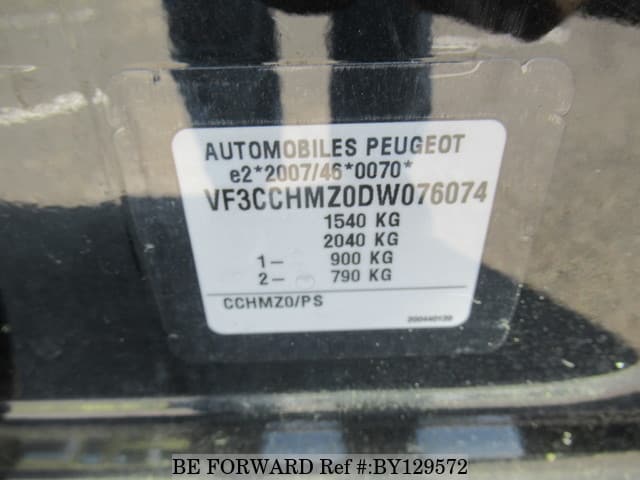 AUTOMOBILES PEUGEOT
e2*2007/46*0070*
VF3CCHMZ0DW076074
1540 KG
2040 KG
1- 900 KG
2- 790 KG
CCHMZ0/PS
BE FORWARD Ref #:BY129572